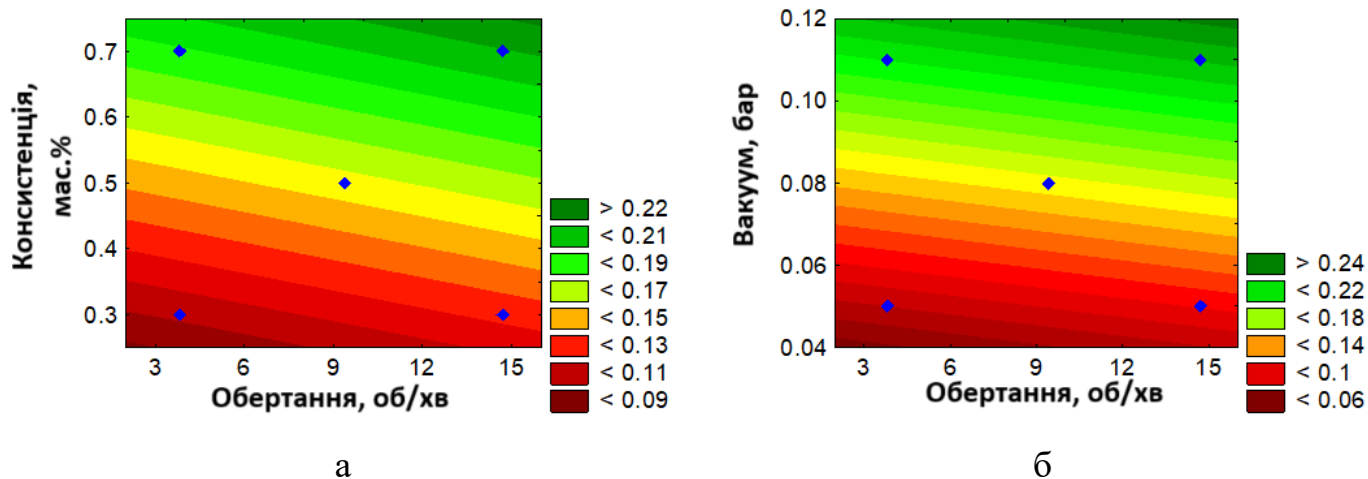 Консистенція,
мас.%
0.7
0.6
0.5
0.4
0.3
3 6 9 12 15
Обертання, об/хв
> 0.22
< 0.21
< 0.19
< 0.17
< 0.15
< 0.13
< 0.11
< 0.09
а
Вакуум, бар
0.12
0.10
0.08
0.06
0.04
3 6 9 12 15
Обертання, об/хв
> 0.24
< 0.22
< 0.18
< 0.14
< 0.1
< 0.06
б